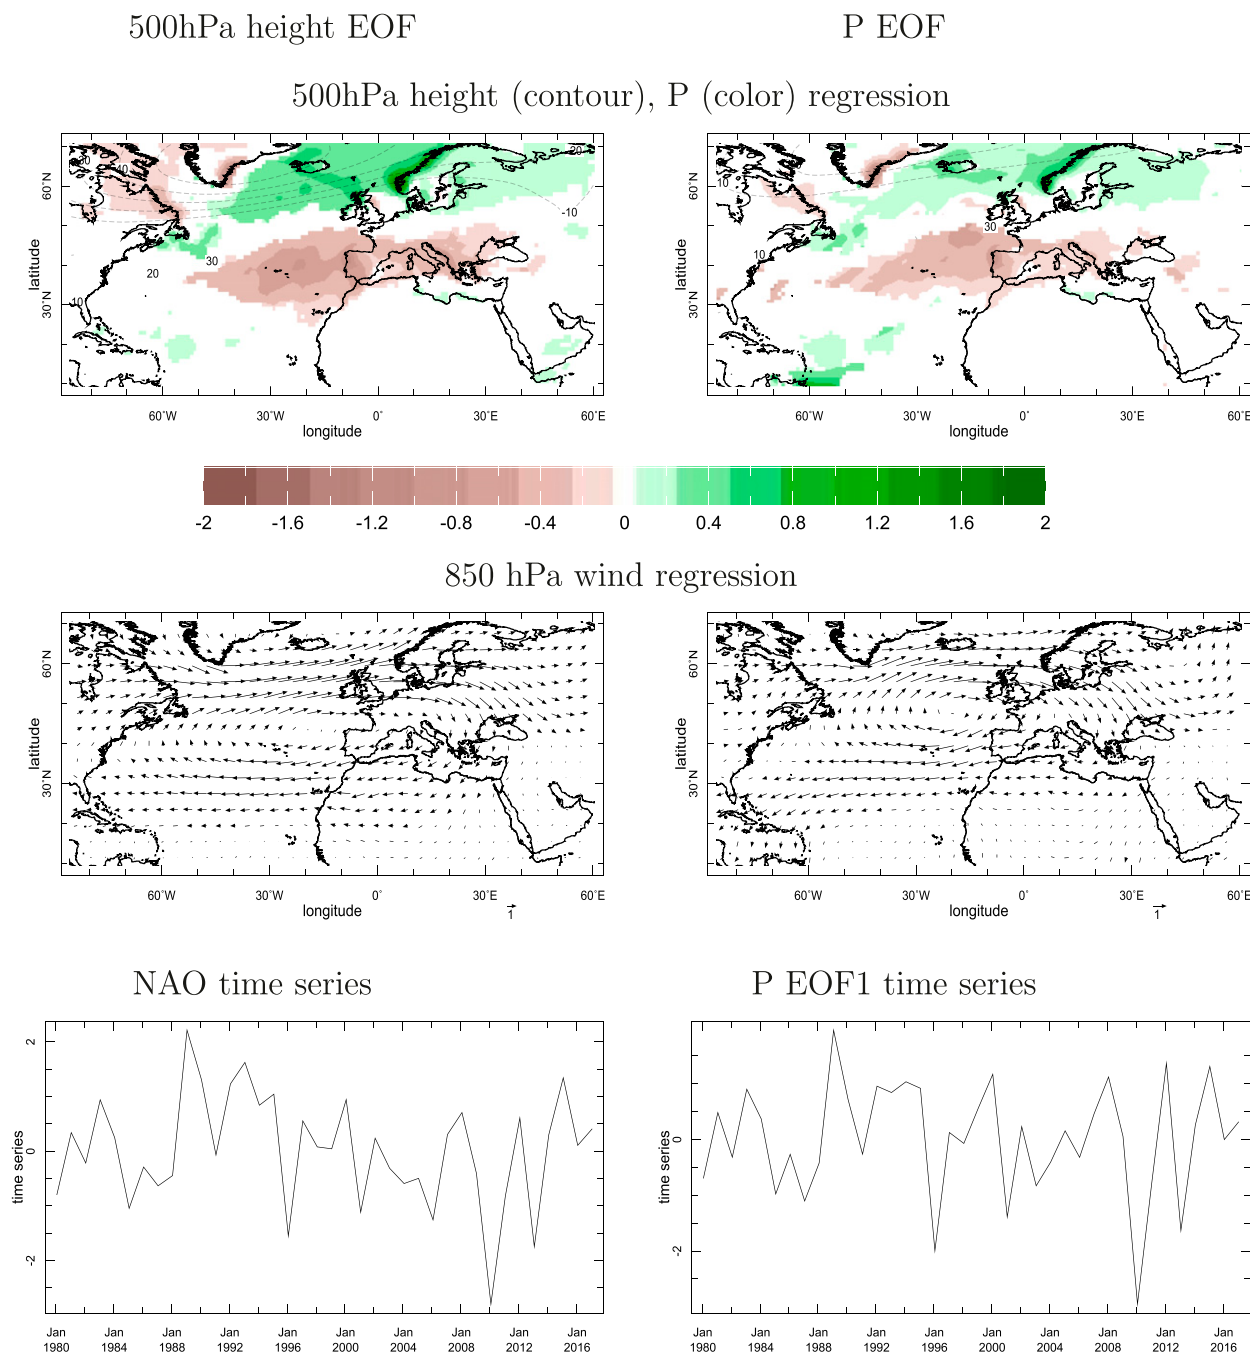 500hPa height EOF P EOF
500hPa height (contour), P (color) regression
latitude 60°N 30°N -10 20 30 -10 -20
latitude 60°N 30°N 10 10 30
60°W 30°W 0° 30°E 60°E 60°W 30°W 0° 30°E 60°E
longitude longitude
-2 -1.6 -1.2 -0.8 -0.4 0 0.4 0.8 1.2 1.6 2
850 hPa wind regression
latitude 60°N 30°N
latitude 60°N 30°N
60°W 30°W 0° 30°E 60°E 60°W 30°W 0° 30°E 60°E
longitude 1 longitude 1
NAO time series P EOF1 time series
time series 2 0 -2
time series 0 -2
Jan Jan Jan Jan Jan Jan Jan Jan Jan Jan Jan Jan Jan Jan Jan Jan Jan Jan Jan Jan
1980 1984 1988 1992 1996 2000 2004 2008 2012 2016 1980 1984 1988 1992 1996 2000 2004 2008 2012 2016